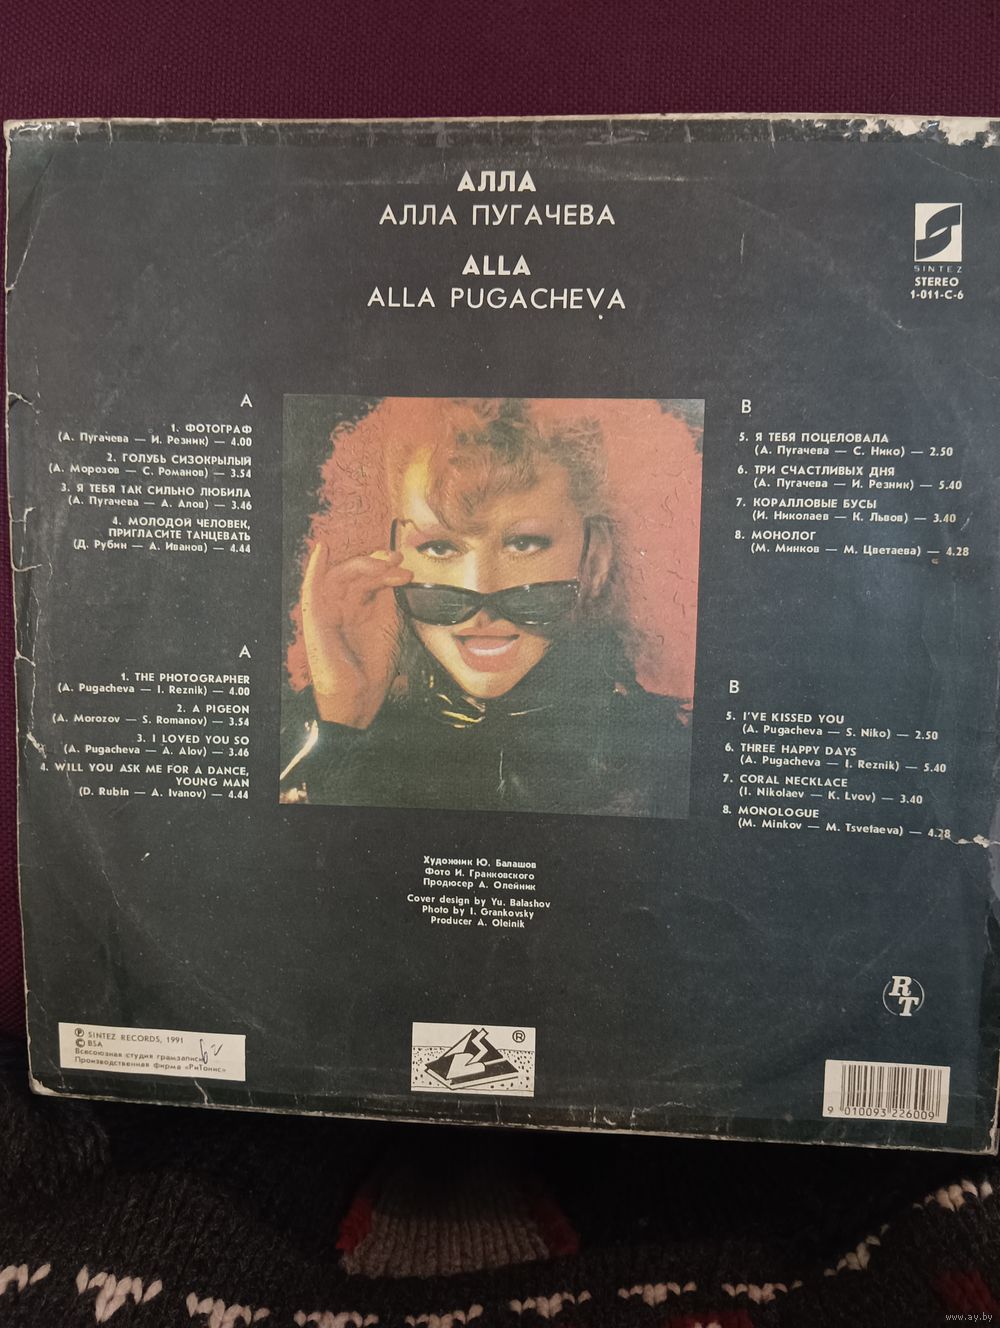 АЛЛА
АЛЛА ПУГАЧЕВА
ALLA
ALLA PUGACHEVA
SINTEZ
STEREO
1-011-C-6
A
1. ФОТОГРАФ
(А. Пугачева — И. Резник) — 4.00
2. ГОЛУБЬ СИЗОКРЫЛЫЙ
(А. Морозов — С. Романов) — 3.54
3. Я ТЕБЯ ТАК СИЛЬНО ЛЮБИЛА
(А. Пугачева — А. Алов) — 3.46
4. МОЛОДОЙ ЧЕЛОВЕК,
ПРИГЛАСИТЕ ТАНЦЕВАТЬ
(Д. Рубин — А. Иванов) — 4.44
B
5. Я ТЕБЯ ПОЦЕЛОВАЛА
(А. Пугачева — С. Нико) — 2.50
6. ТРИ СЧАСТЛИВЫХ ДНЯ
(А. Пугачева — И. Резник) — 5.40
7. КОРАЛЛОВЫЕ БУСЫ
(И. Николаев — К. Львов) — 3.40
8. МОНОЛОГ
(М. Минков — М. Цветаева) — 4.28
A
1. THE PHOTOGRAPHER
(A. Pugacheva — I. Reznik) — 4.00
2. A PIGEON
(A. Morozov — S. Romanov) — 3.54
3. I LOVED YOU SO
(A. Pugacheva — A. Alov) — 3.46
4. WILL YOU ASK ME FOR A DANCE,
YOUNG MAN
(D. Rubin — A. Ivanov) — 4.44
B
5. I'VE KISSED YOU
(A. Pugacheva — S. Niko) — 2.50
6. THREE HAPPY DAYS
(A. Pugacheva — I. Reznik) — 5.40
7. CORAL NECKLACE
(I. Nikolaev — K. Lvov) — 3.40
8. MONOLOGUE
(M. Minkov — M. Tsvetaeva) — 4.28
Художник Ю. Балашов
Фото И. Гранковского
Продюсер А. Олейник
Cover design by Yu. Balashov
Photo by I. Grankovsky
Producer A. Oleinik
RT
℗ SINTEZ RECORDS, 1991
© BSA
Всесоюзная студия грамзаписи
Производственная фирма «РиТонис»
®
9 010093 226009
www.ay.by